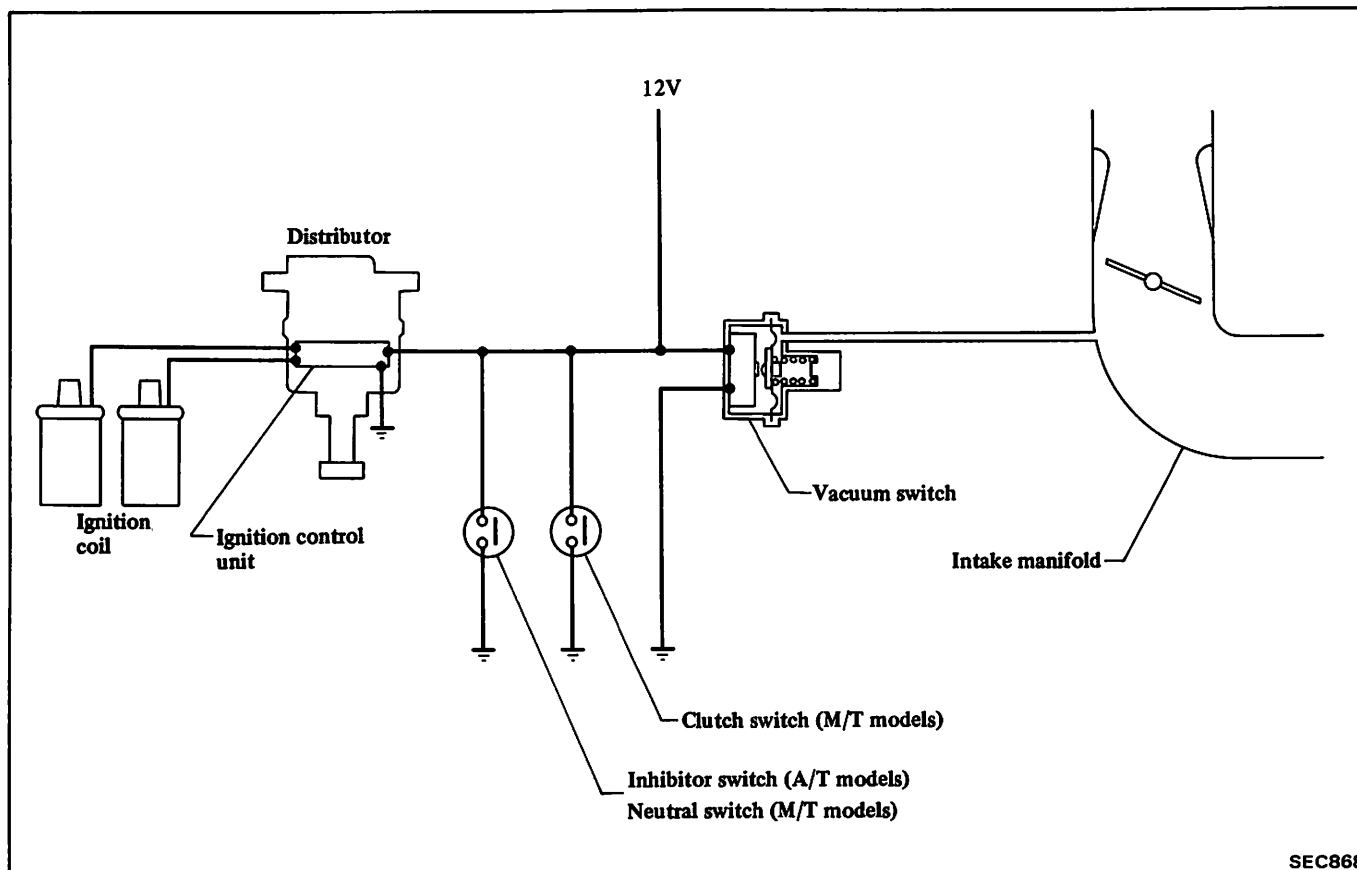 12V
Distributor
Ignition
coil
Ignition control
unit
Vacuum switch
Intake manifold
Clutch switch (M/T models)
Inhibitor switch (A/T models)
Neutral switch (M/T models)
SEC868